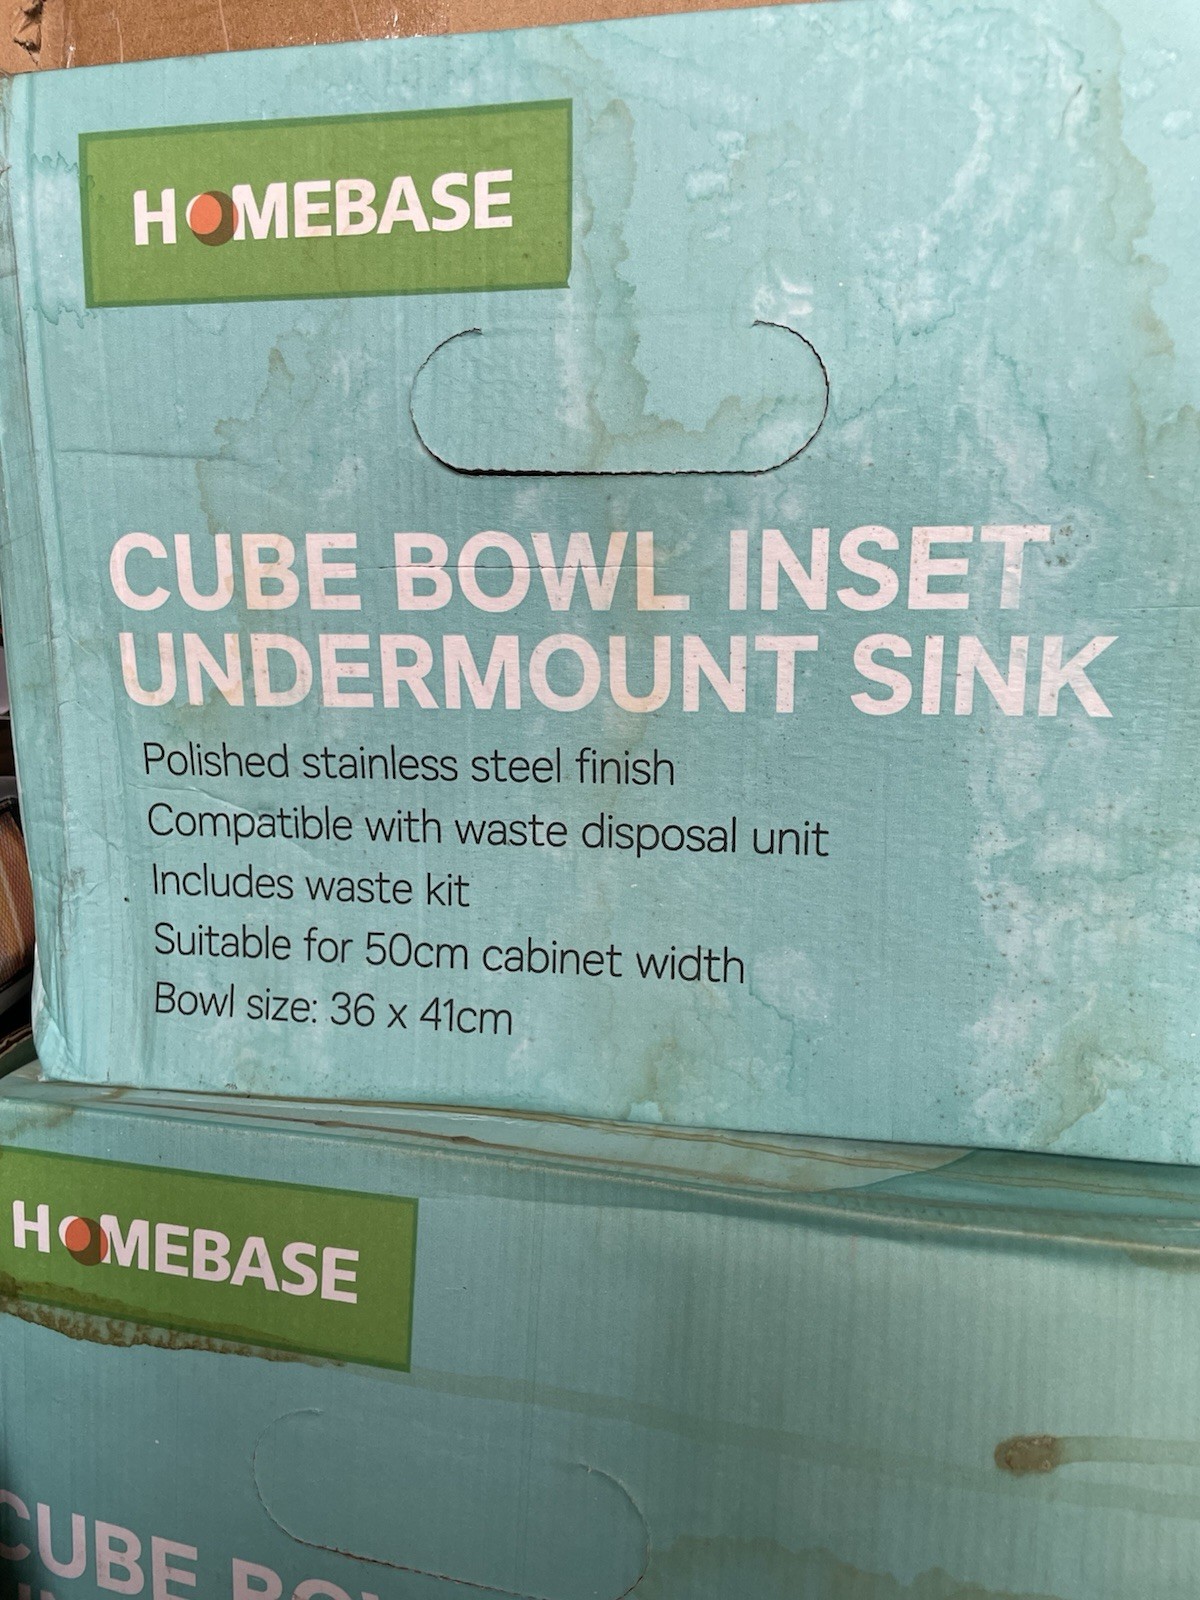 HOMEBASE
CUBE BOWL INSET
UNDERMOUNT SINK
Polished stainless steel finish
Compatible with waste disposal unit
Includes waste kit
Suitable for 50cm cabinet width
Bowl size: 36 x 41cm
HOMEBASE
CUBE